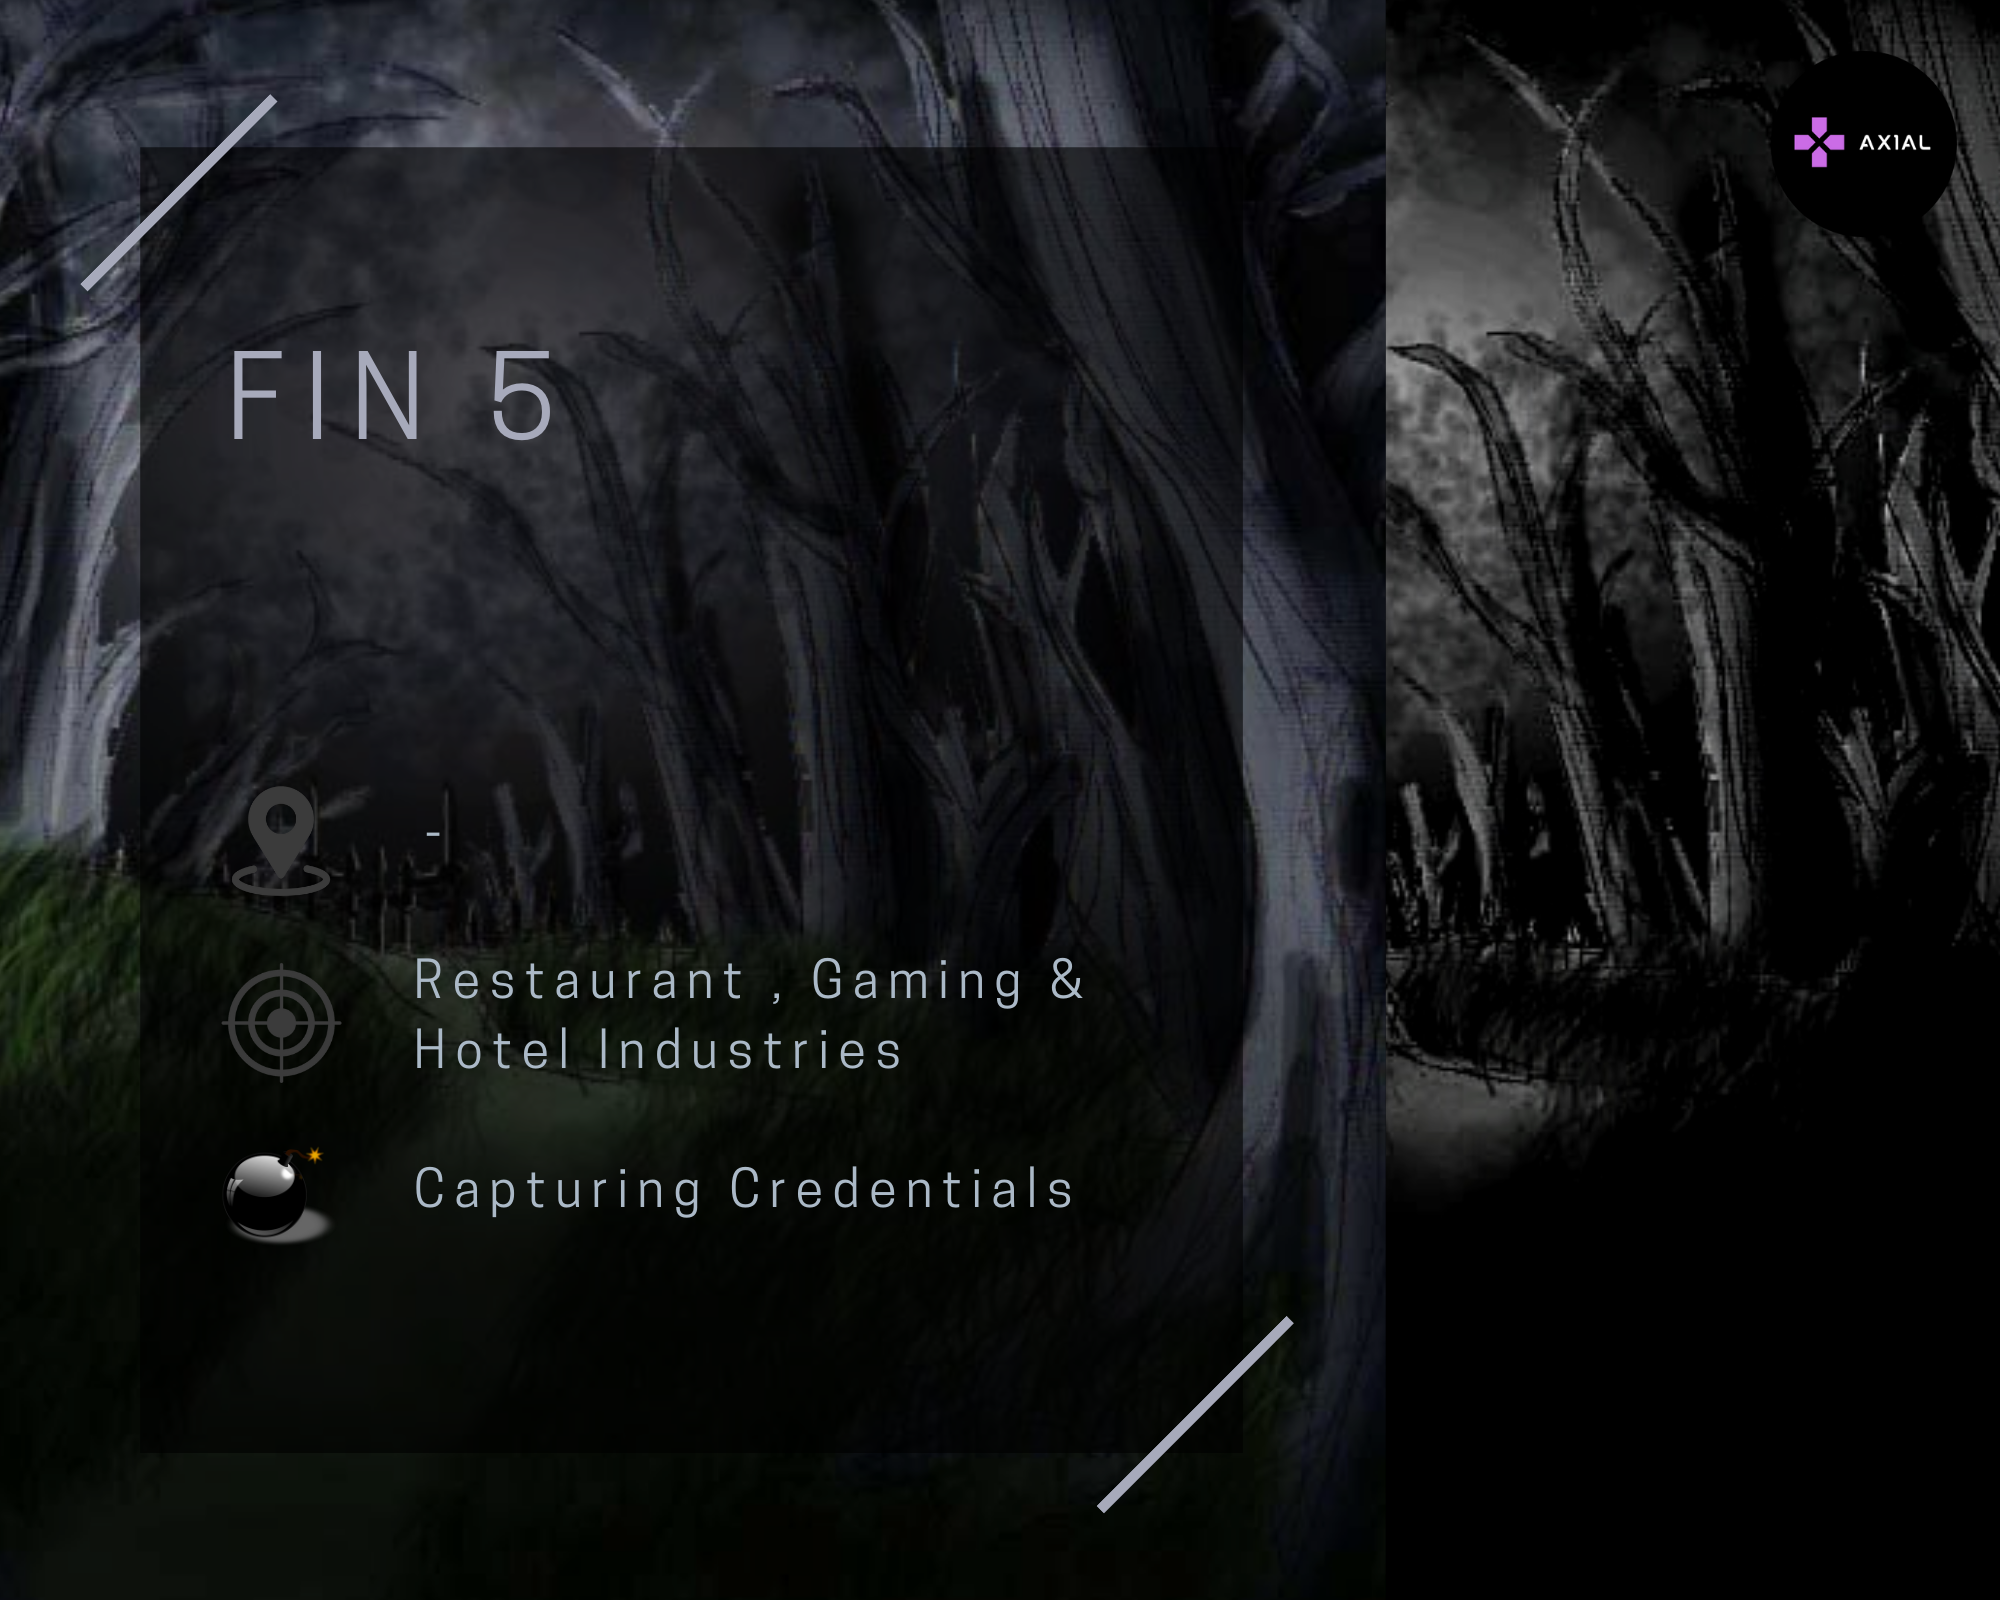 AXIAL
FIN 5
-
Restaurant , Gaming &
Hotel Industries
Capturing Credentials